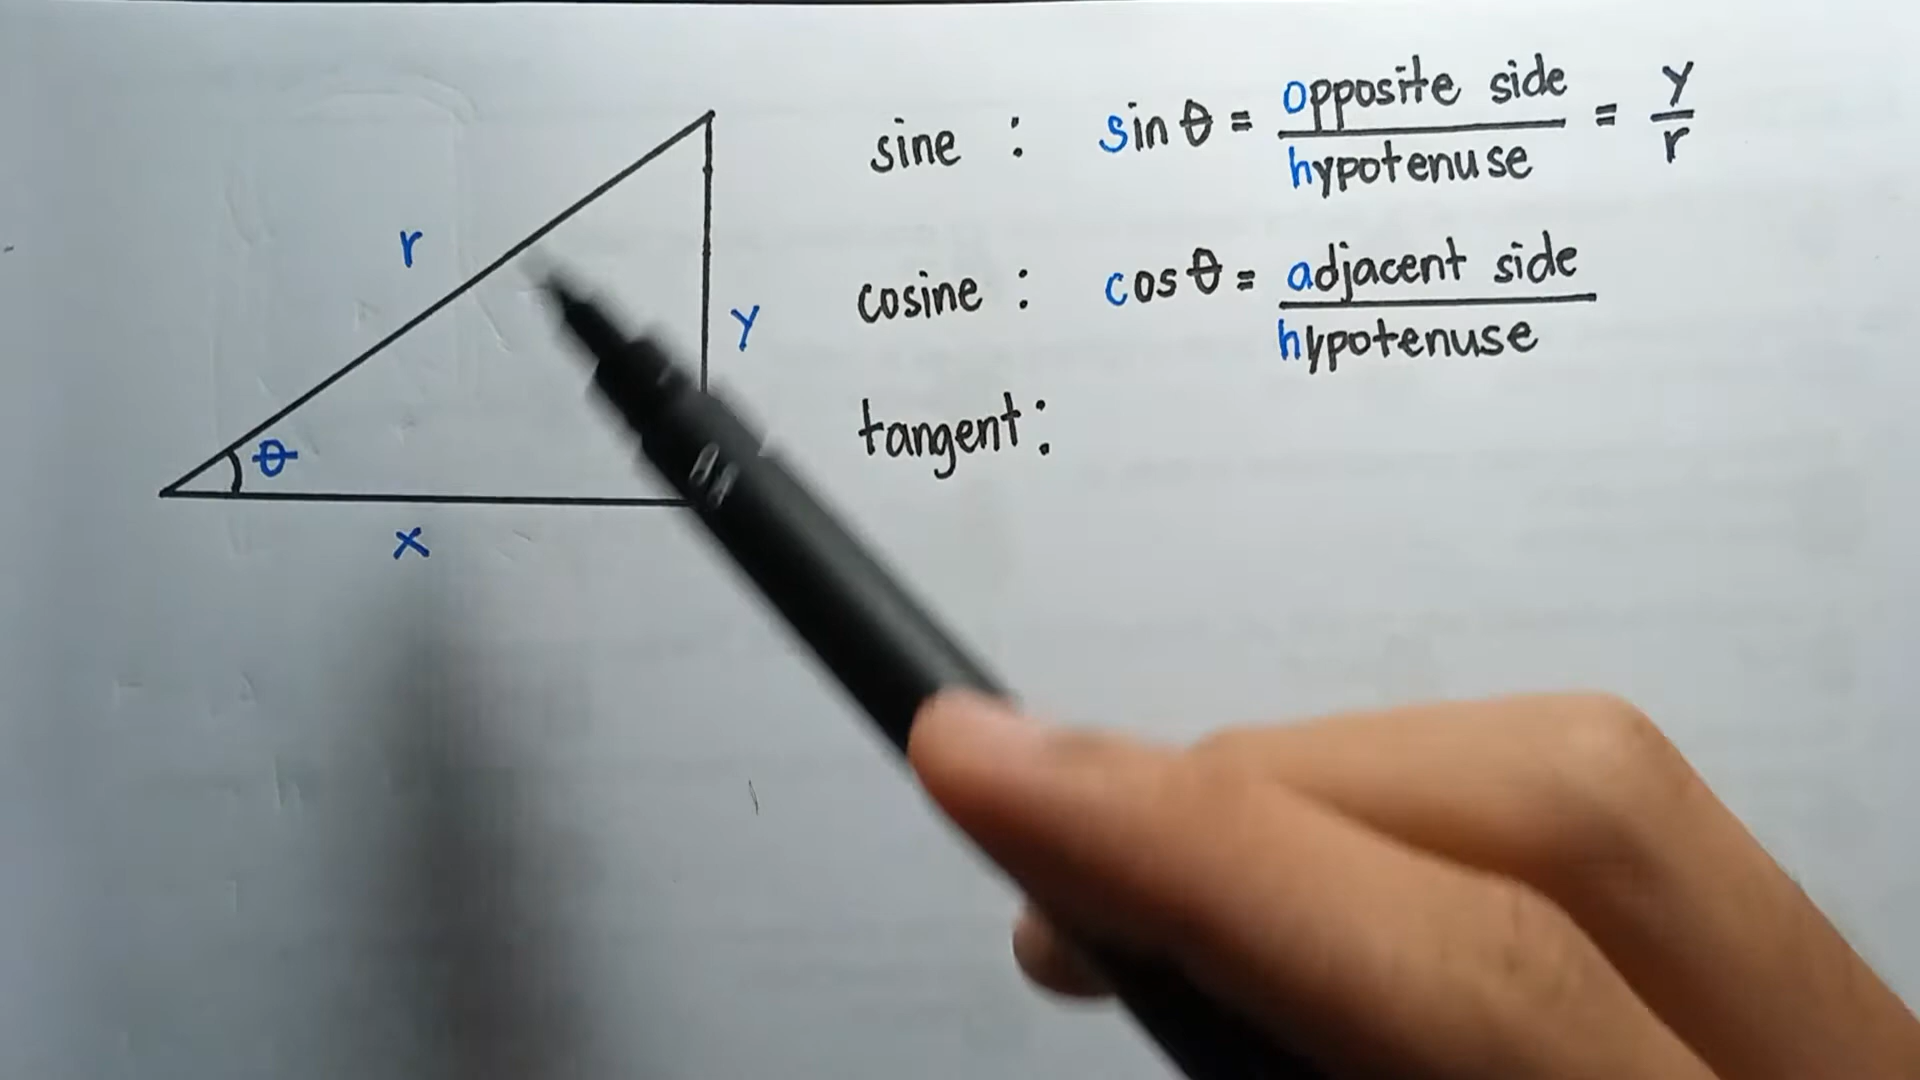 r
y
θ
x
sine : sin θ = opposite side / hypotenuse = y / r
cosine : cos θ = adjacent side / hypotenuse
tangent :